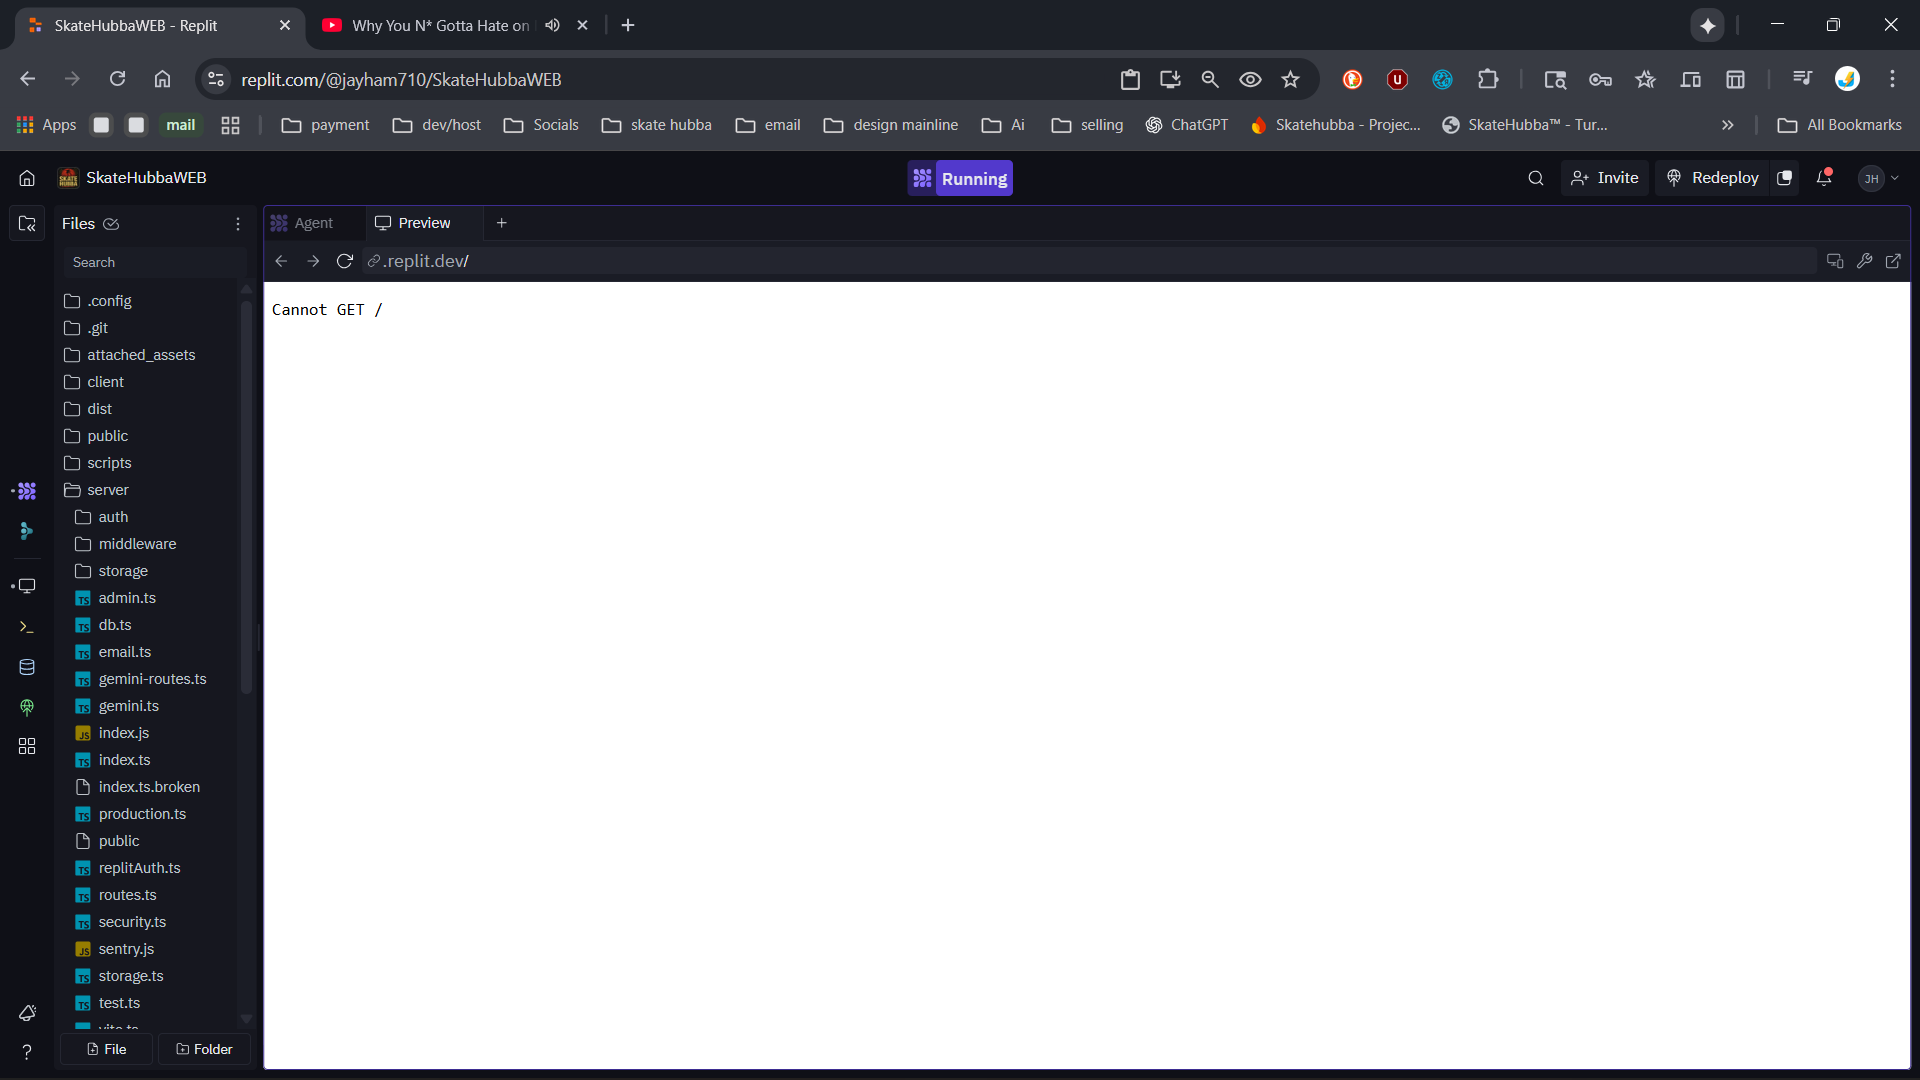 SkateHubbaWEB - Replit
Why You N* Gotta Hate on
replit.com/@jayham710/SkateHubbaWEB
Apps
mail
payment
dev/host
Socials
skate hubba
email
design mainline
Ai
selling
ChatGPT
Skatehubba - Projec...
SkateHubba™ - Tur...
All Bookmarks
SkateHubbaWEB
Running
Invite
Redeploy
JH
Files
Agent
Preview
Search
.replit.dev/
Cannot GET /
.config
.git
attached_assets
client
dist
public
scripts
server
auth
middleware
storage
admin.ts
db.ts
email.ts
gemini-routes.ts
gemini.ts
index.js
index.ts
index.ts.broken
production.ts
public
replitAuth.ts
routes.ts
security.ts
sentry.js
storage.ts
test.ts
File
Folder